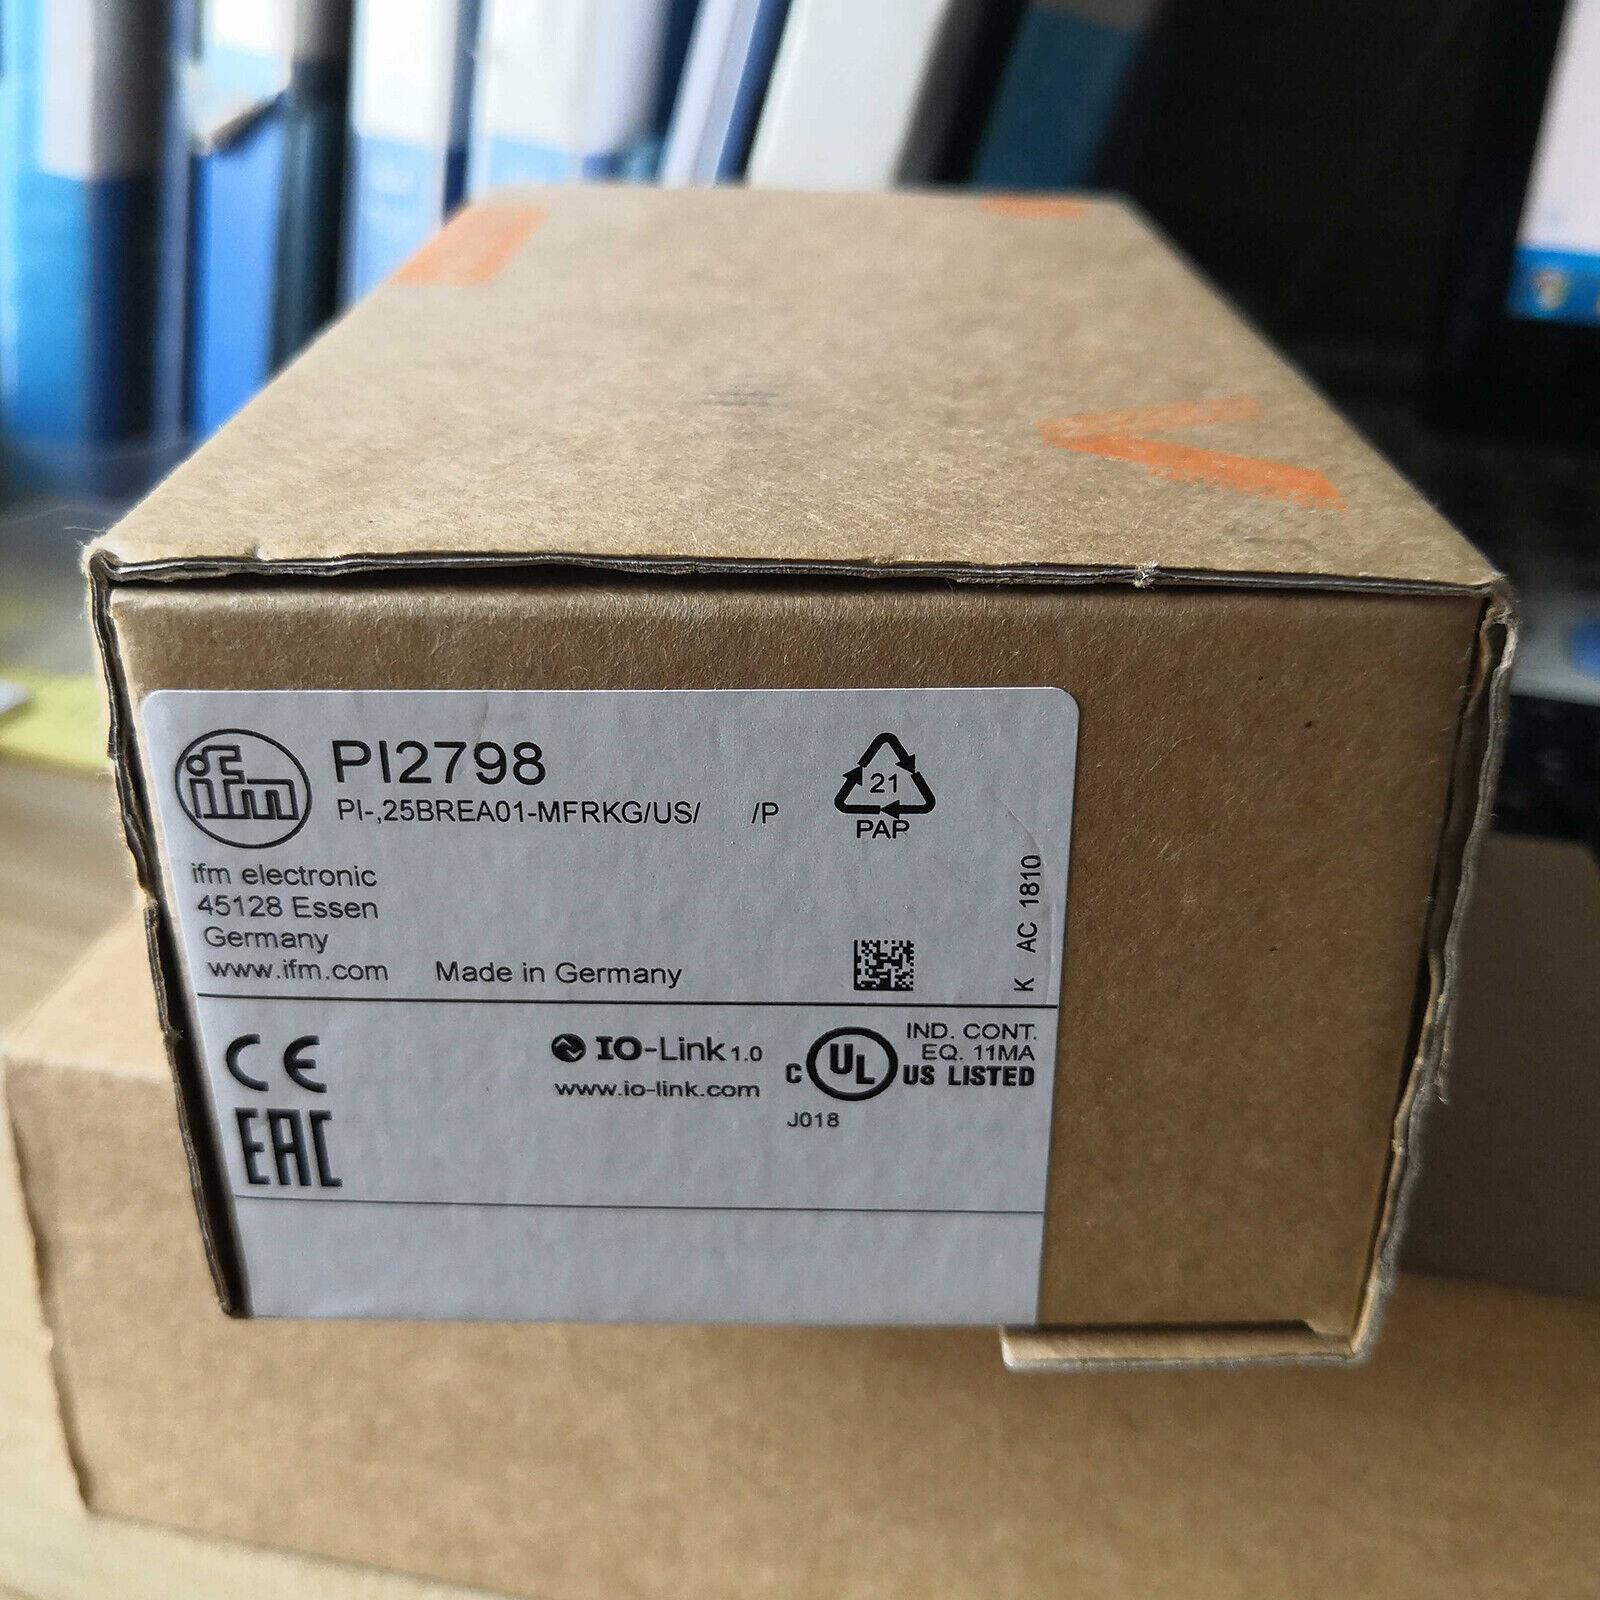 ifm
PI2798
PI-,25BREA01-MFRKG/US/ /P
21
PAP
ifm electronic
45128 Essen
Germany
www.ifm.com Made in Germany
K AC 1810
CE
EAC
IO-Link 1.0
www.io-link.com
C UL US LISTED
IND. CONT.
EQ. 11MA
J018